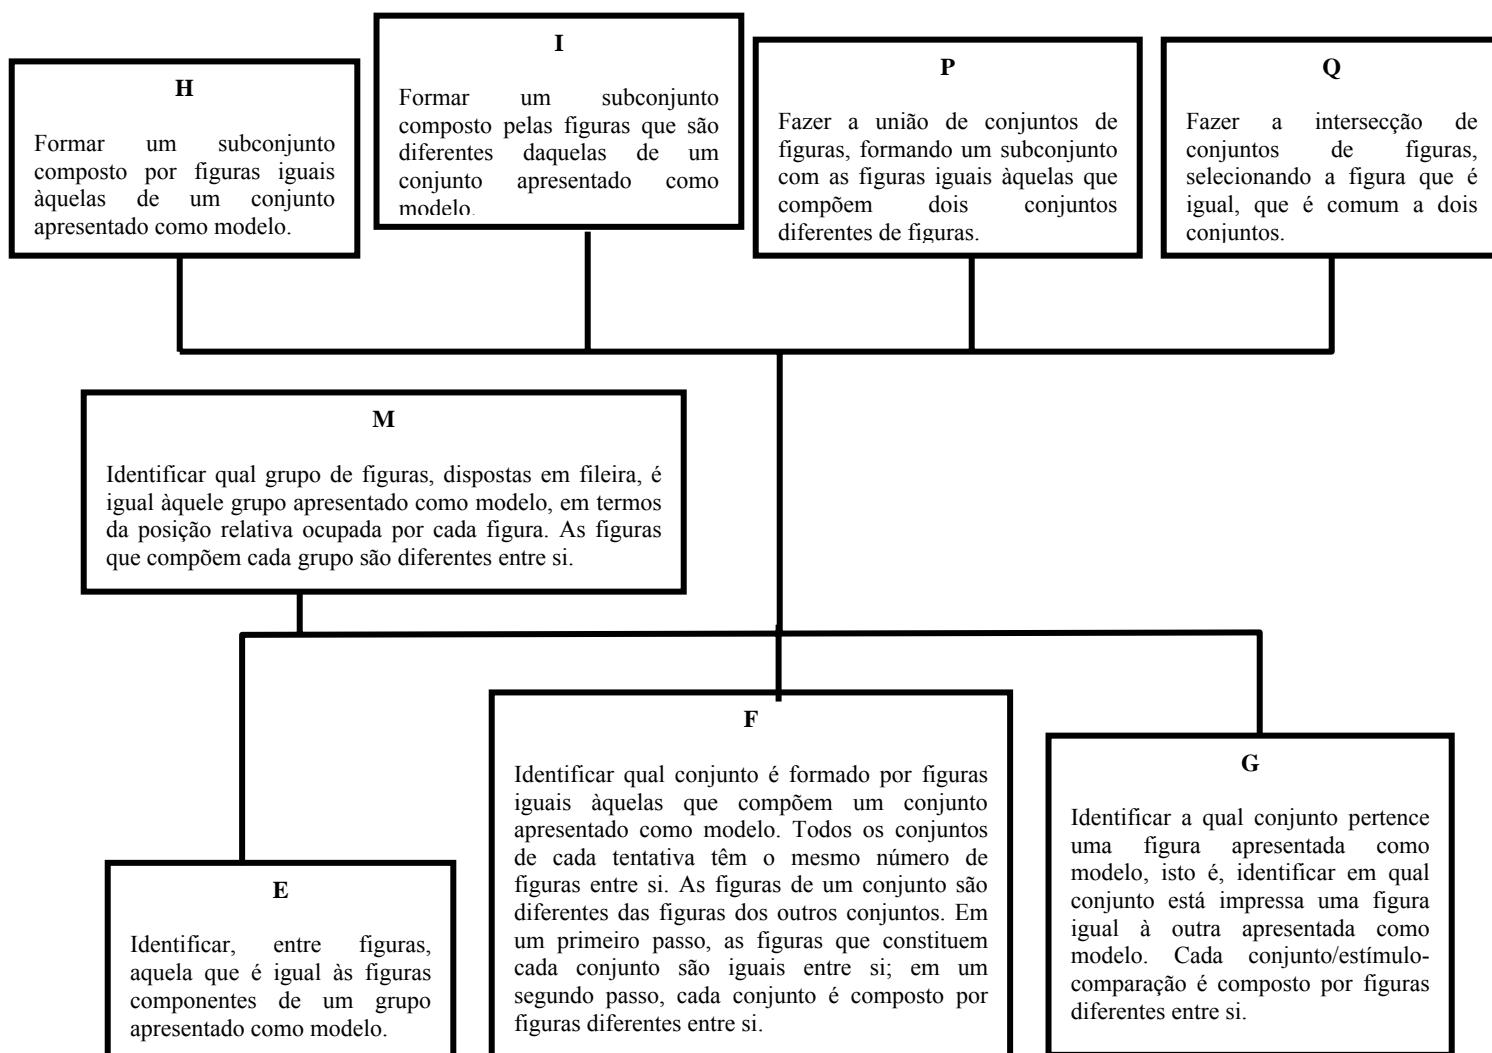 H
Formar um subconjunto
composto por figuras iguais
àquelas de um conjunto
apresentado como modelo.
I
Formar um subconjunto
composto pelas figuras que são
diferentes daquelas de um
conjunto apresentado como
modelo.
P
Fazer a união de conjuntos de
figuras, formando um subconjunto
com as figuras iguais àquelas que
compõem dois conjuntos
diferentes de figuras.
Q
Fazer a intersecção de
conjuntos de figuras,
selecionando a figura que é
igual, que é comum a dois
conjuntos.
M
Identificar qual grupo de figuras, dispostas em fileira, é
igual àquele grupo apresentado como modelo, em termos
da posição relativa ocupada por cada figura. As figuras
que compõem cada grupo são diferentes entre si.
E
Identificar, entre figuras,
aquela que é igual às figuras
componentes de um grupo
apresentado como modelo.
F
Identificar qual conjunto é formado por figuras
iguais àquelas que compõem um conjunto
apresentado como modelo. Todos os conjuntos
de cada tentativa têm o mesmo número de
figuras entre si. As figuras de um conjunto são
diferentes das figuras dos outros conjuntos. Em
um primeiro passo, as figuras que constituem
cada conjunto são iguais entre si; em um
segundo passo, cada conjunto é composto por
figuras diferentes entre si.
G
Identificar a qual conjunto pertence
uma figura apresentada como
modelo, isto é, identificar em qual
conjunto está impressa uma figura
igual à outra apresentada como
modelo. Cada conjunto/estímulo-
comparação é composto por figuras
diferentes entre si.